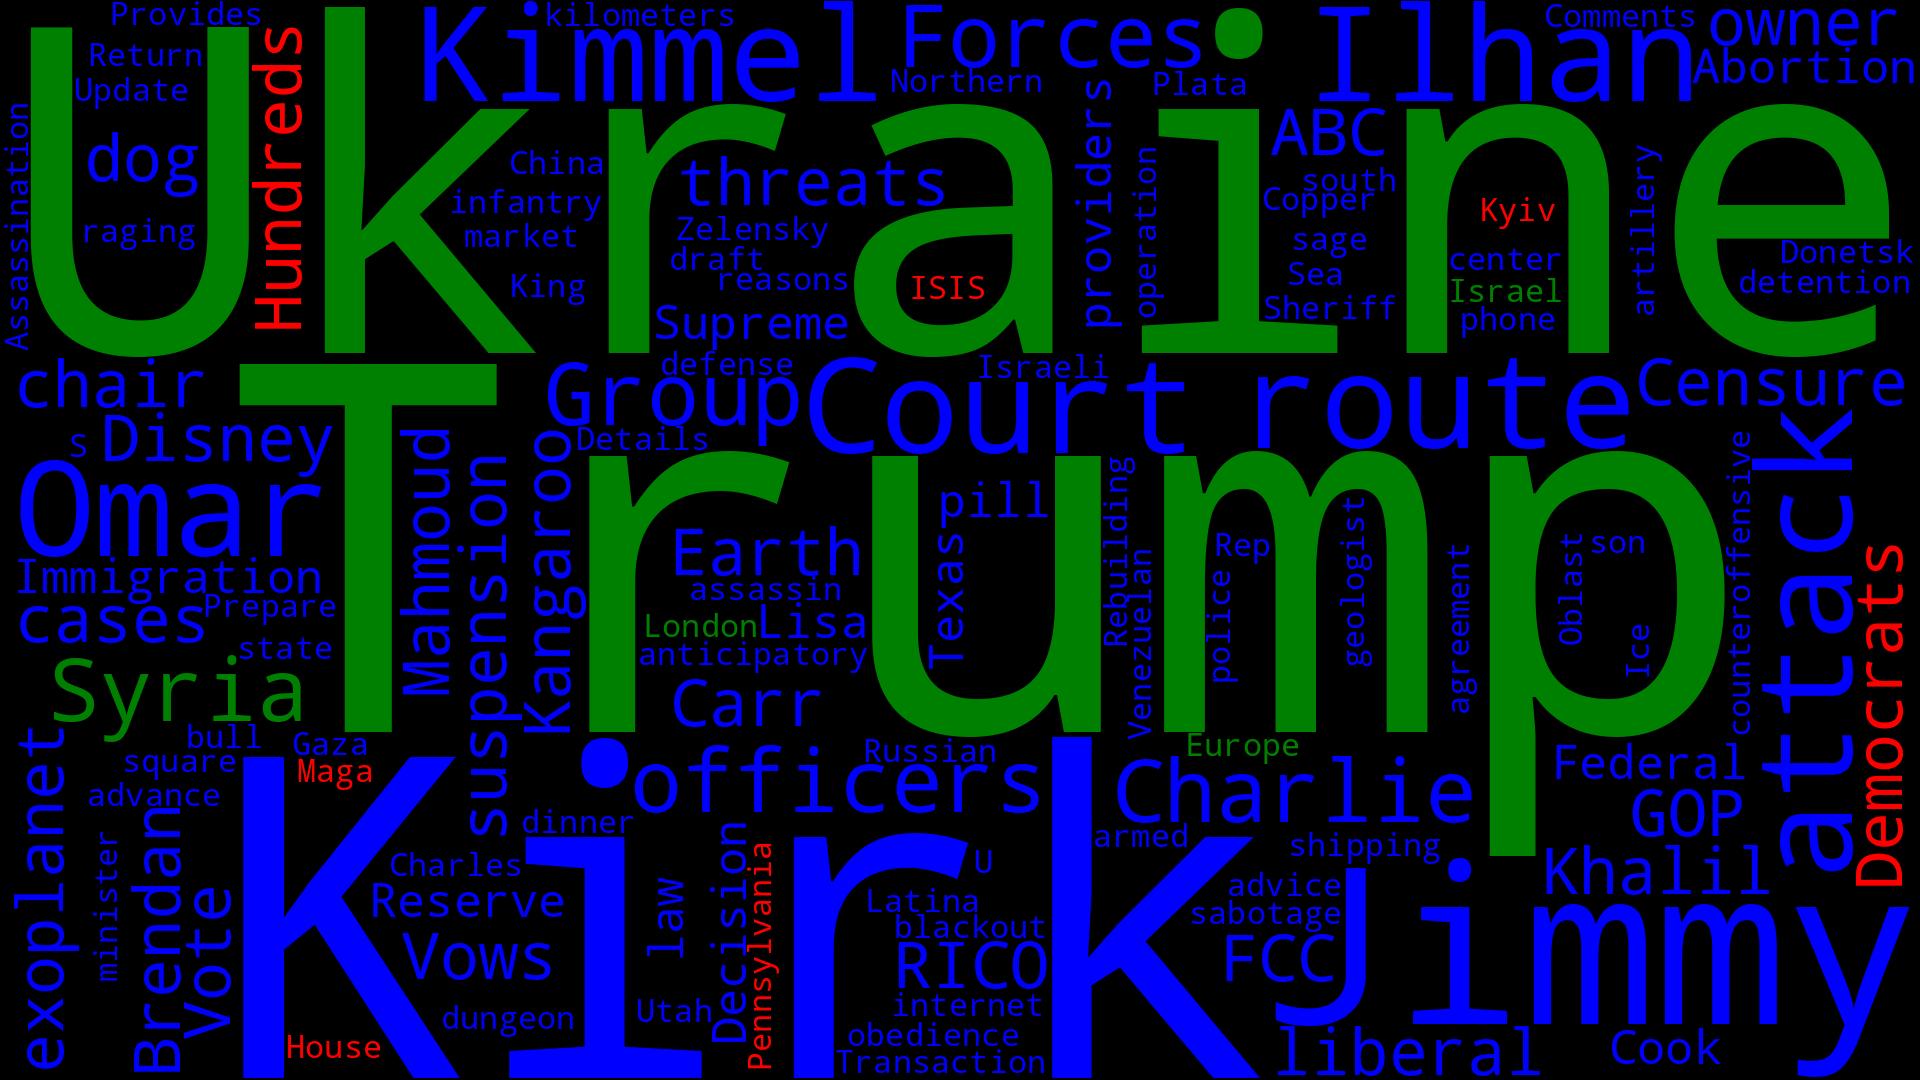 Provides
kilometers
Kimmel
Forces
Ilhan
Comments
owner
Return
Update
Hundreds
Northern
Plata
Abortion
Ukraine
Assassination
dog
raging
China
infantry
market
King
threats
Zelensky
draft
reasons
ISIS
Supreme
providers
operation
ABC
south
Copper
sage
Sea
Sheriff
Kyiv
center
Israel
phone
artillery
Donetsk
detention
chair
defense
Group
Court
Israeli
route
Censure
S
Disney
Details
Omar
Trump
Mahmoud
suspension
Kangaroo
pill
Earth
Texas
assassin
London
Lisa
anticipatory
Carr
Rebuilding
Venezuelan
Rep
police
geologist
agreement
Oblast
son
Ice
counteroffensive
attack
Democrats
Immigration
cases
Prepare
state
Syria
bull
Gaza
square
Maga
advance
exoplanet
minister
Brendan
Vote
Kirk
officers
Russian
Europe
Charlie
Federal
GOP
dinner
Charles
Reserve
Vows
dungeon
House
law
Utah
Decision
Pennsylvania
U
Latina
blackout
RICO
internet
obedience
Transaction
armed
shipping
advice
sabotage
FCC
Jimmy
Khalil
liberal
Cook